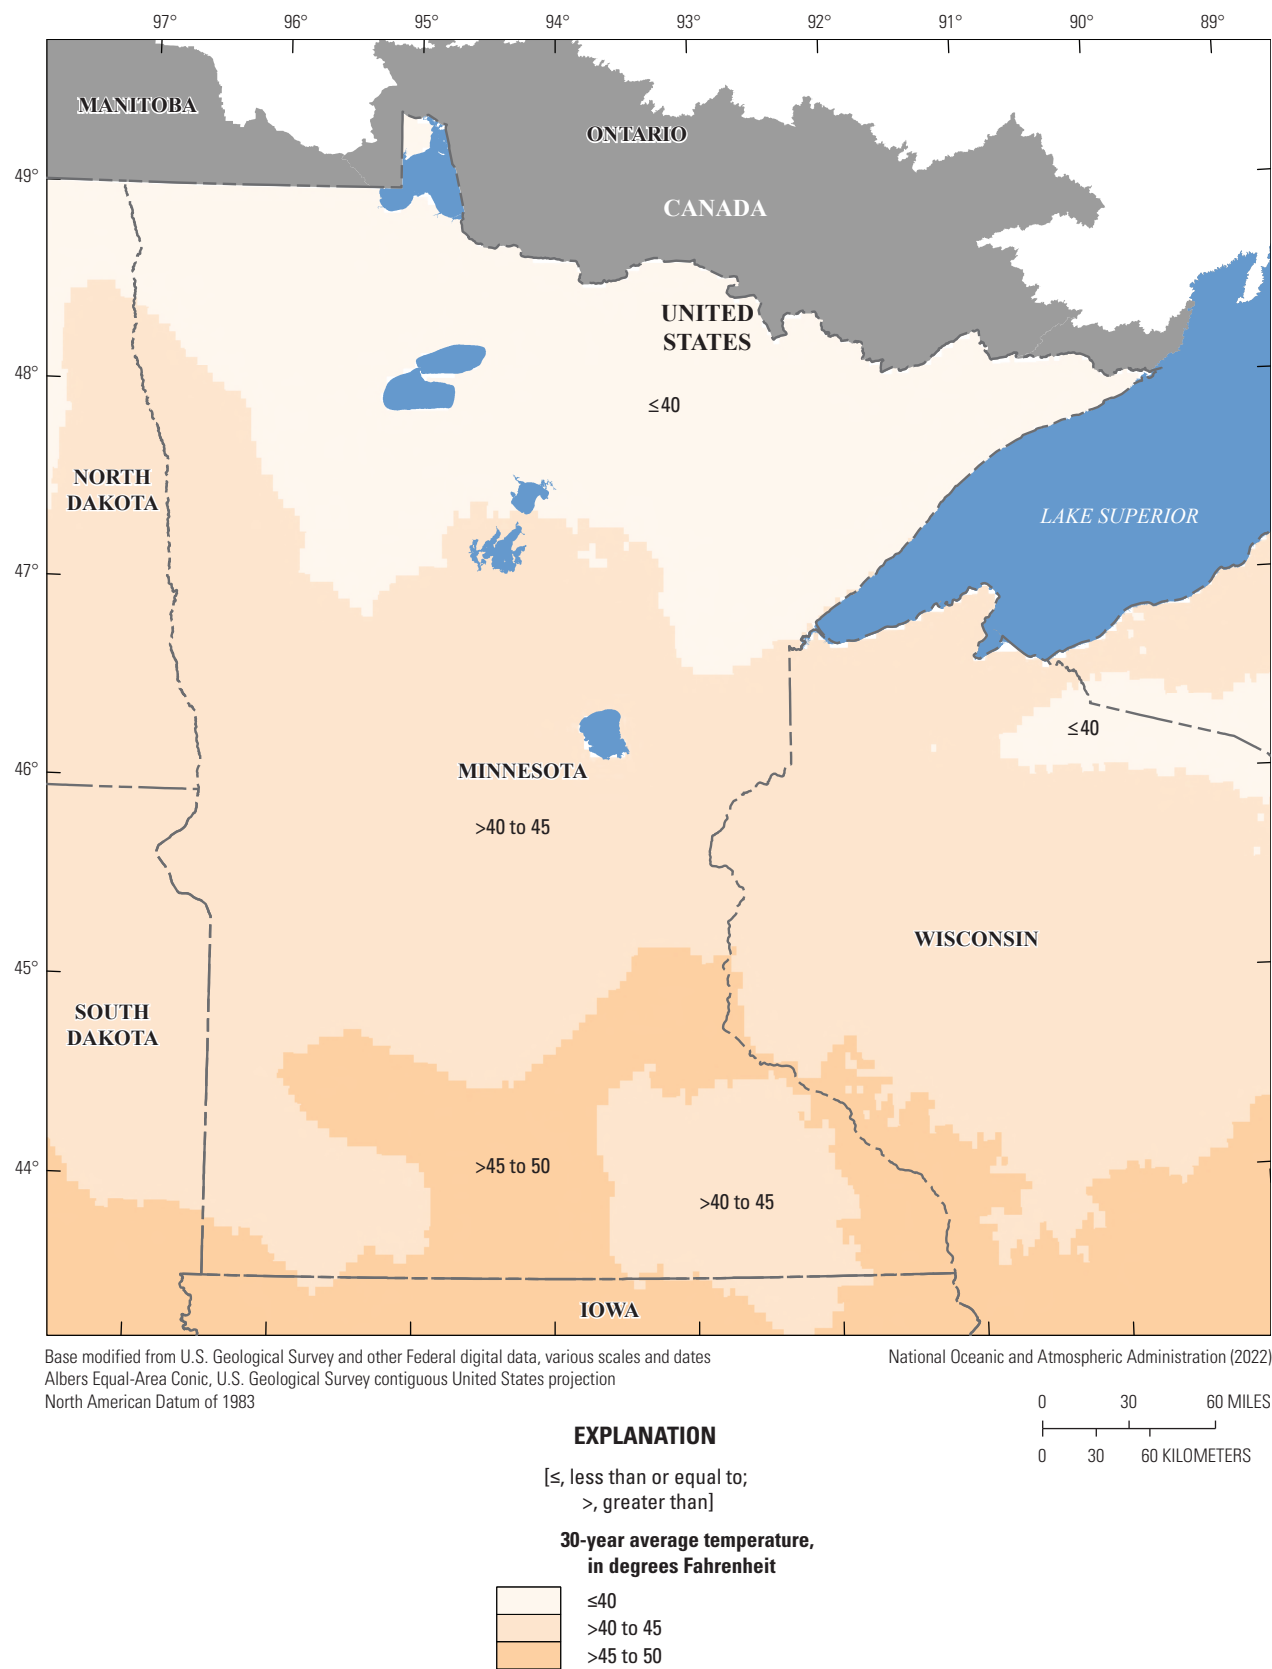 97° 96° 95° 94° 93° 92° 91° 90° 89°
MANITOBA
ONTARIO
49°
CANADA
UNITED
STATES
48°
≤40
NORTH
DAKOTA
LAKE SUPERIOR
47°
≤40
46°
MINNESOTA
>40 to 45
WISCONSIN
45°
SOUTH
DAKOTA
44°
>45 to 50
>40 to 45
IOWA
Base modified from U.S. Geological Survey and other Federal digital data, various scales and dates
Albers Equal-Area Conic, U.S. Geological Survey contiguous United States projection
North American Datum of 1983
National Oceanic and Atmospheric Administration (2022)
0 30 60 MILES
0 30 60 KILOMETERS
EXPLANATION
[≤, less than or equal to;
>, greater than]
30-year average temperature,
in degrees Fahrenheit
≤40
>40 to 45
>45 to 50